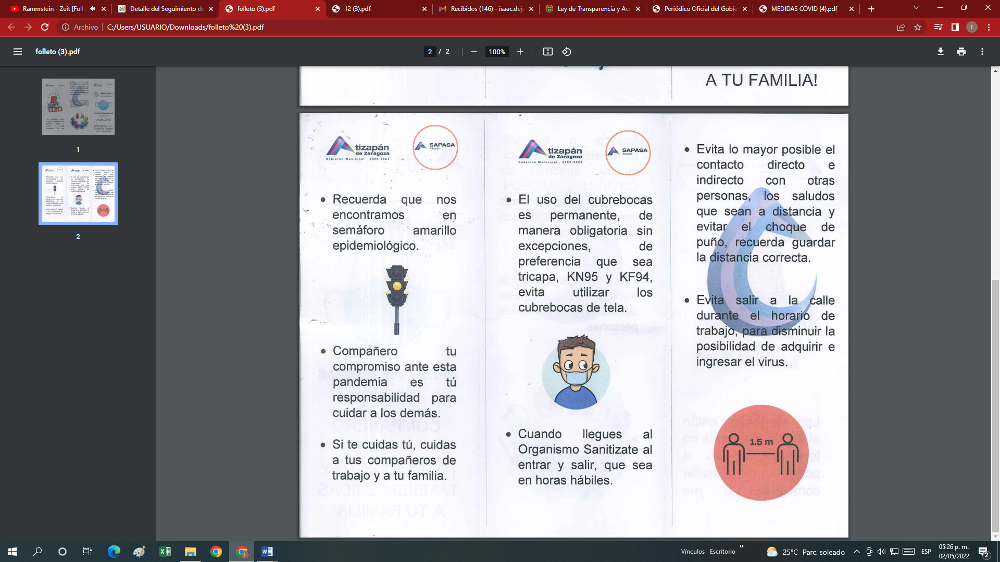 Rammstein - Zeit [Full
Detalle del Seguimiento de
folleto (3).pdf
12 (3).pdf
Recibidos (146) - isaac.deje
Ley de Transparencia y Acc
Periódico Oficial del Gobie
MEDIDAS COVID (4).pdf
Archivo
C:/Users/USUARIO/Downloads/folleto%20(3).pdf
I
folleto (3).pdf
2 / 2
100%
1
2
A TU FAMILIA!
Atizapán
de Zaragoza
Gobierno Municipal - 2022-2024
SAPASA
Atizapán
• Recuerda que nos
encontramos en
semáforo amarillo
epidemiológico.
• Compañero tu
compromiso ante esta
pandemia es tú
responsabilidad para
cuidar a los demás.
• Si te cuidas tú, cuidas
a tus compañeros de
trabajo y a tu familia.
Atizapán
de Zaragoza
Gobierno Municipal - 2022-2024
SAPASA
Atizapán
• El uso del cubrebocas
es permanente, de
manera obligatoria sin
excepciones, de
preferencia que sea
tricapa, KN95 y KF94,
evita utilizar los
cubrebocas de tela.
• Cuando llegues al
Organismo Sanitizate al
entrar y salir, que sea
en horas hábiles.
• Evita lo mayor posible el
contacto directo e
indirecto con otras
personas, los saludos
que sean a distancia y
evitar el choque de
puño, recuerda guardar
la distancia correcta.
• Evita salir a la calle
durante el horario de
trabajo, para disminuir la
posibilidad de adquirir e
ingresar el virus.
1.5 m
Vínculos
Escritorio
25°C Parc. soleado
ESP
05:26 p. m.
02/05/2022
2